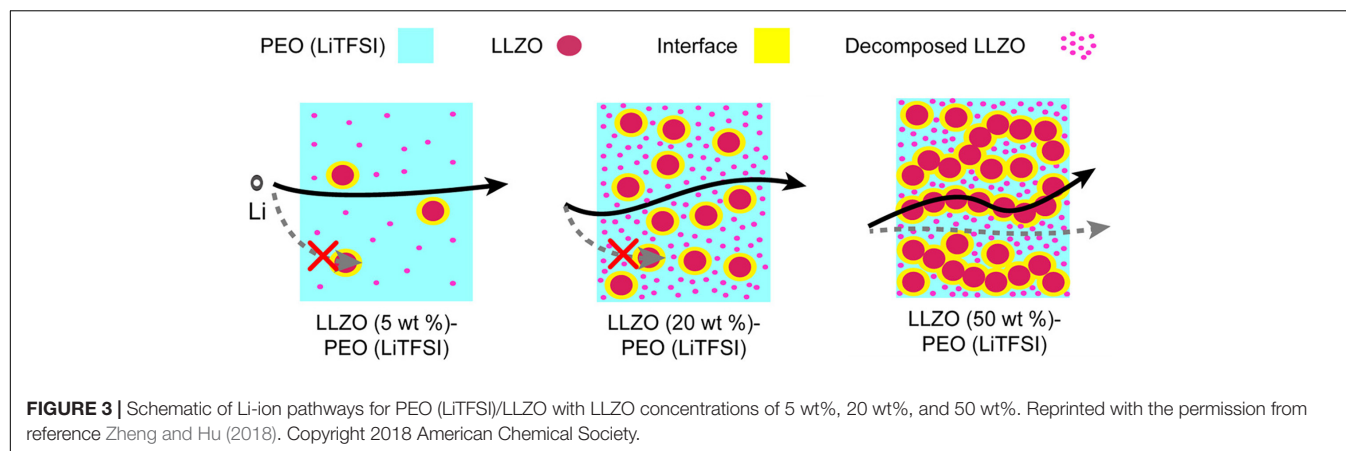 PEO (LiTFSI) LLZO Interface Decomposed LLZO
Li
LLZO (5 wt %)-
PEO (LiTFSI)
LLZO (20 wt %)-
PEO (LiTFSI)
LLZO (50 wt %)-
PEO (LiTFSI)
FIGURE 3 | Schematic of Li-ion pathways for PEO (LiTFSI)/LLZO with LLZO concentrations of 5 wt%, 20 wt%, and 50 wt%. Reprinted with the permission from
reference Zheng and Hu (2018). Copyright 2018 American Chemical Society.